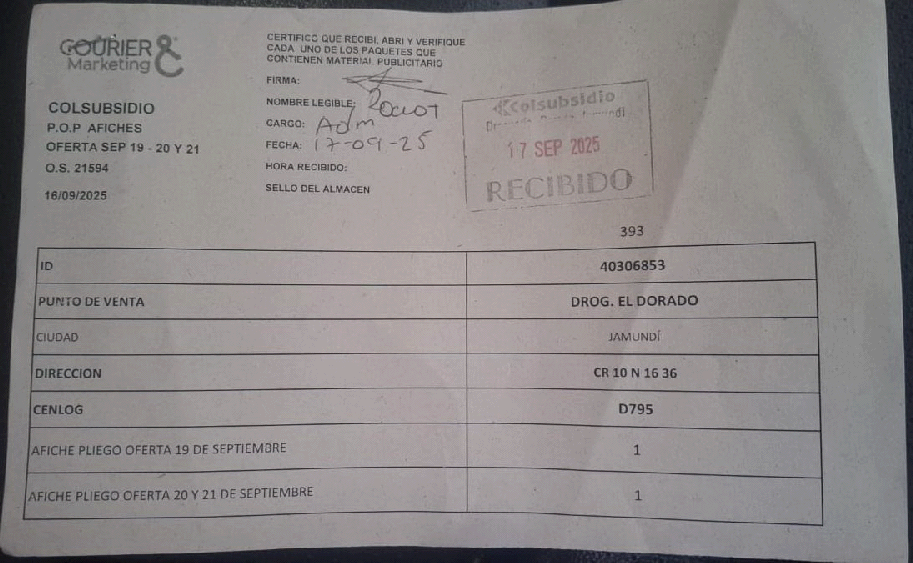 COURIER &
Marketing
COLSUBSIDIO
P.O.P AFICHES
OFERTA SEP 19 - 20 Y 21
O.S. 21594
16/09/2025
CERTIFICO QUE RECIBI, ABRI Y VERIFIQUE
CADA UNO DE LOS PAQUETES QUE
CONTIENEN MATERIAL PUBLICITARIO
FIRMA:
NOMBRE LEGIBLE:
CARGO: Adm
FECHA: 17-09-25
HORA RECIBIDO:
SELLO DEL ALMACEN
Colsubsidio
17 SEP 2025
RECIBIDO
393
ID 40306853
PUNTO DE VENTA DROG. EL DORADO
CIUDAD JAMUNDÍ
DIRECCION CR 10 N 16 36
CENLOG D795
AFICHE PLIEGO OFERTA 19 DE SEPTIEMBRE 1
AFICHE PLIEGO OFERTA 20 Y 21 DE SEPTIEMBRE 1